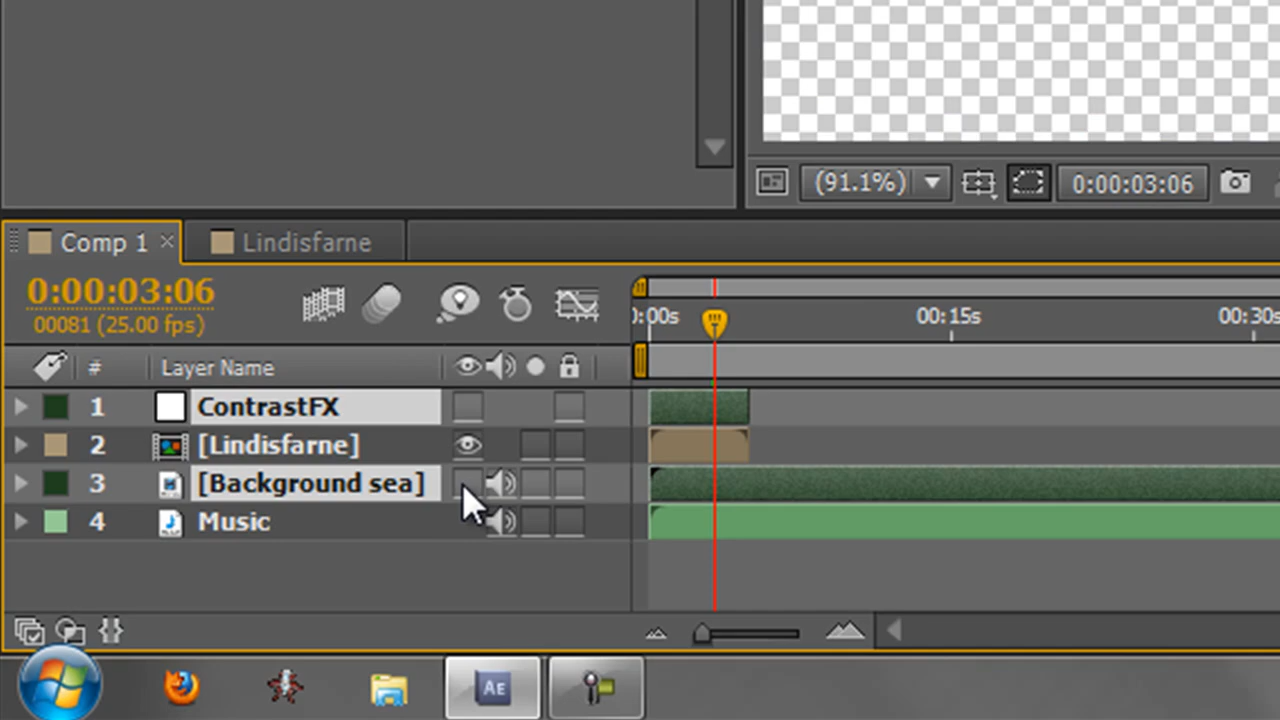 (91.1%)
0:00:03:06
Comp 1
Lindisfarne
0:00:03:06
00081 (25.00 fps)
00s
00:15s
00:30s
#
Layer Name
1
ContrastFX
2
[Lindisfarne]
3
[Background sea]
4
Music
AE